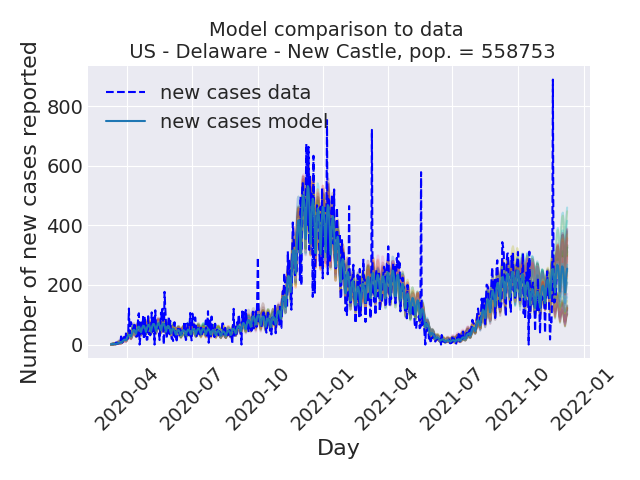 Model comparison to data
US - Delaware - New Castle, pop. = 558753
Number of new cases reported
800
600
400
200
0
new cases data
new cases model
2020-04
2020-07
2020-10
2021-01
2021-04
2021-07
2021-10
2022-01
Day